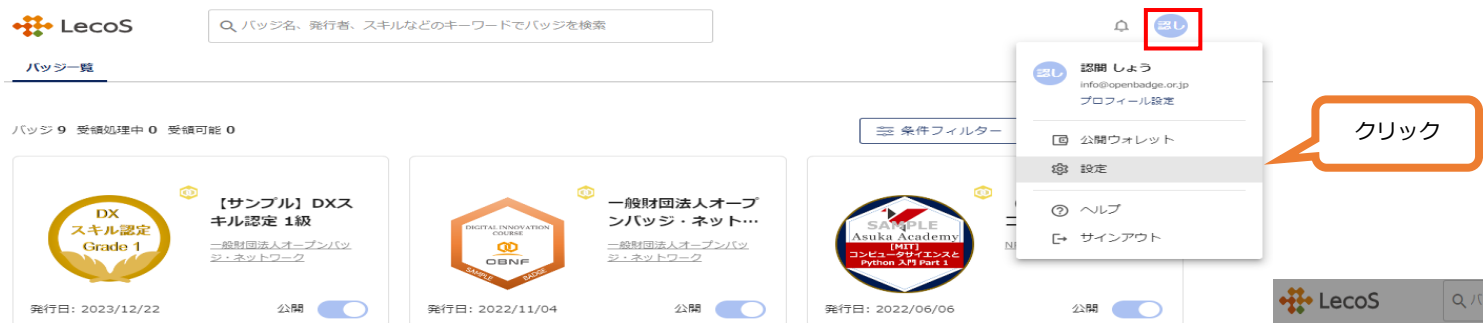 LecoS
バッジ名、発行者、スキルなどのキーワードでバッジを検索
認し
バッジ一覧
認し
認開 しょう
info@openbadge.or.jp
プロフィール設定
公開ウォレット
設定
ヘルプ
サインアウト
クリック
バッジ 9 受領処理中 0 受領可能 0
条件フィルター
DX
スキル認定
Grade 1
【サンプル】DXス
キル認定 1級
一般財団法人オープンバッ
ジ・ネットワーク
発行日: 2023/12/22
公開
DIGITAL INNOVATION
COURSE
OBNF
SAMPLE BADGE
一般財団法人オープ
ンバッジ・ネット…
一般財団法人オープンバッ
ジ・ネットワーク
発行日: 2022/11/04
公開
SAMPLE
Asuka Academy
[MIT]
コンピュータサイエンスと
Python 入門 Part 1
発行日: 2022/06/06
公開
LecoS